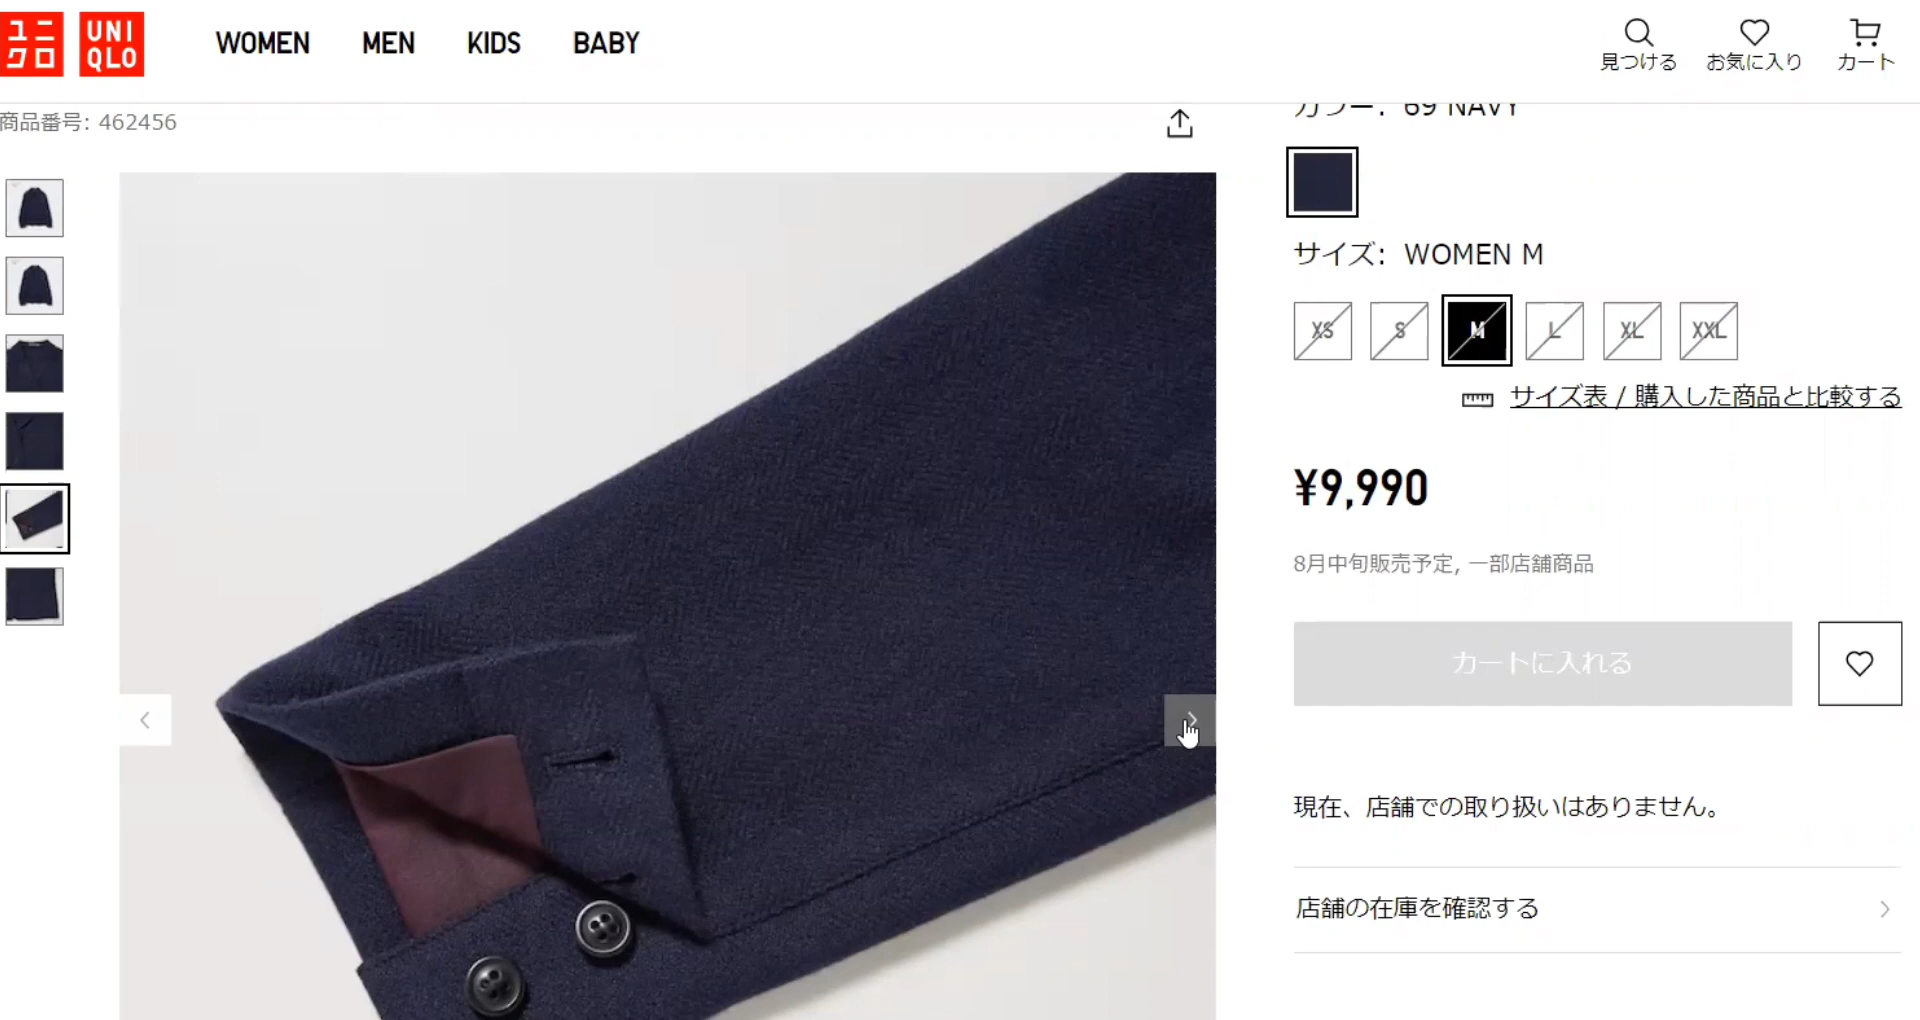 ユニ
クロ
UNI
QLO
WOMEN
MEN
KIDS
BABY
見つける
お気に入り
カート
商品番号: 462456
カラー: 69 NAVY
サイズ: WOMEN M
XS
S
M
L
XL
XXL
サイズ表 / 購入した商品と比較する
¥9,990
8月中旬販売予定, 一部店舗商品
カートに入れる
現在、店舗での取り扱いはありません。
店舗の在庫を確認する